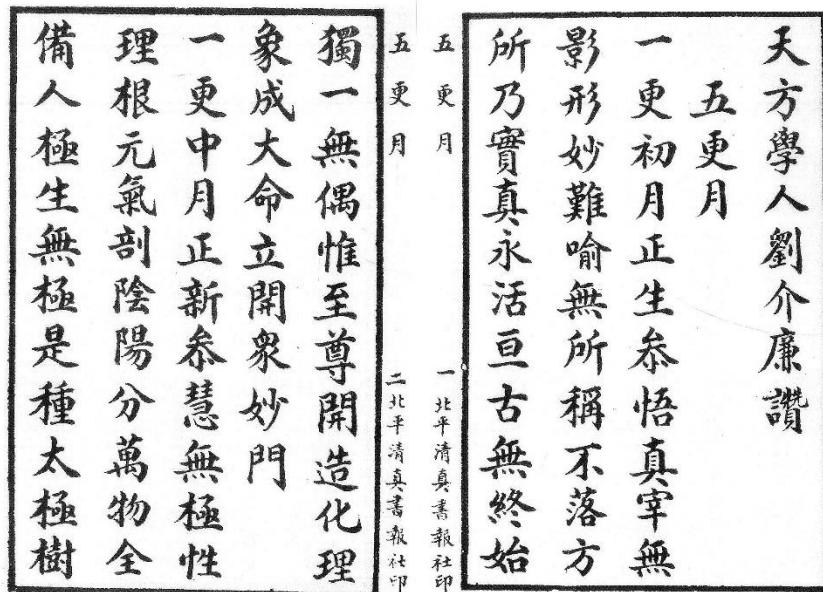 天方學人劉介廉讚
五更月
一更初月正生叅悟真宰無
影形妙難喻無所稱不落方
所乃實真永活亘古無終始
五更月
一 北平清真書報社印
五更月
二 北平清真書報社印
獨一無偶惟至尊開造化理
象成大命立開衆妙門
一更中月正新叅慧無極性
理根元氣剖陰陽分萬物全
備人極生無極是種太極樹